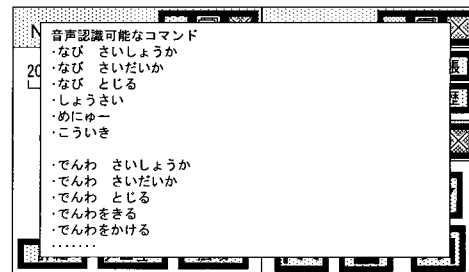 音声認識可能なコマンド
・なび さいしょうか
・なび さいだいか
・なび とじる
・しょうさい
・めにゅー
・こういき
・でんわ さいしょうか
・でんわ さいだいか
・でんわ とじる
・でんわをきる
・でんわをかける
・・・・・・・
N
20
帳
歴